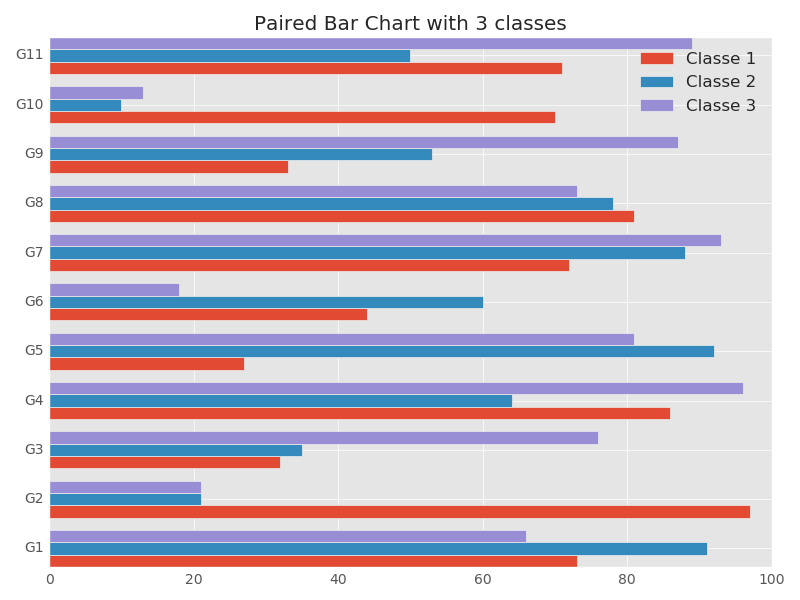 Paired Bar Chart with 3 classes
G11
Classe 1
Classe 2
Classe 3
G10
G9
G8
G7
G6
G5
G4
G3
G2
G1
0 20 40 60 80 100